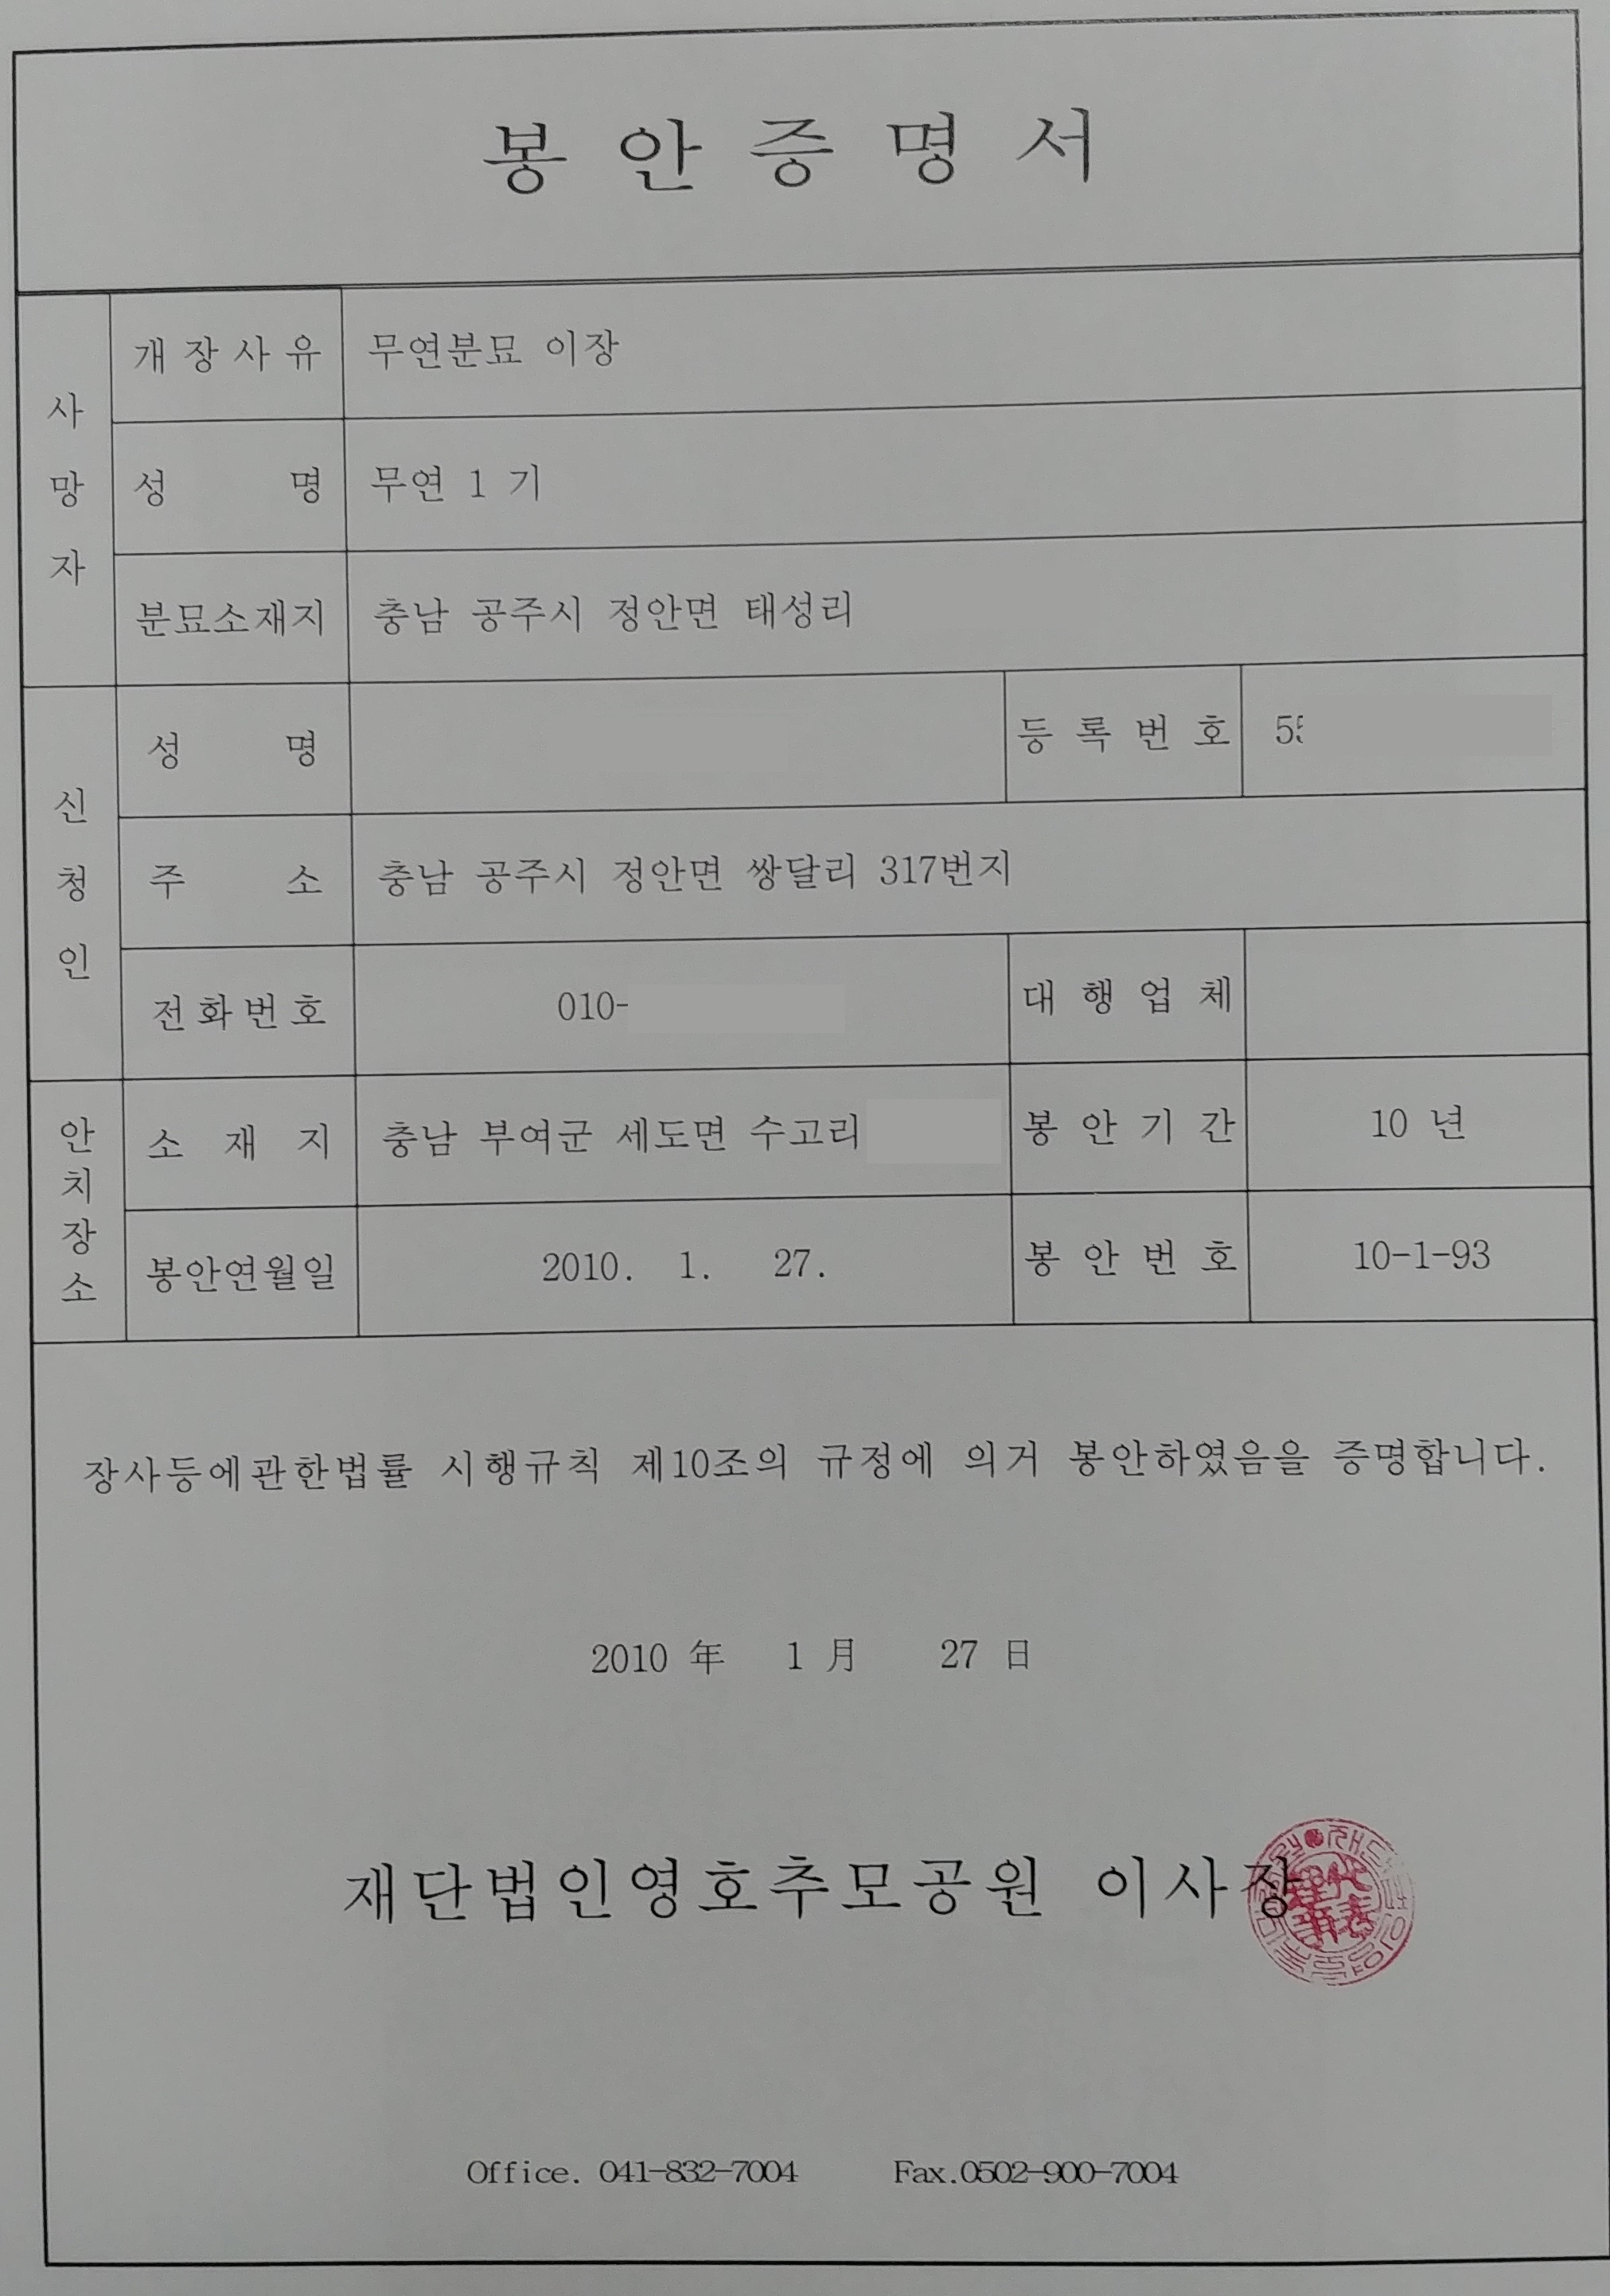 봉 안 증 명 서
사 망 자
개 장 사 유 무연분묘 이장
성 명 무연 1 기
분묘소재지 충남 공주시 정안면 태성리
신 청 인
성 명 등 록 번 호
주 소 충남 공주시 정안면 쌍달리 317번지
전 화 번 호 010- 대 행 업 체
안 치 장 소
소 재 지 충남 부여군 세도면 수고리 봉 안 기 간 10 년
봉안연월일 2010. 1. 27. 봉 안 번 호 10-1-93
장사등에관한법률 시행규칙 제10조의 규정에 의거 봉안하였음을 증명합니다.
2010 年 1 月 27 日
재단법인영호추모공원 이사장
Office. 041-832-7004 Fax.0502-900-7004